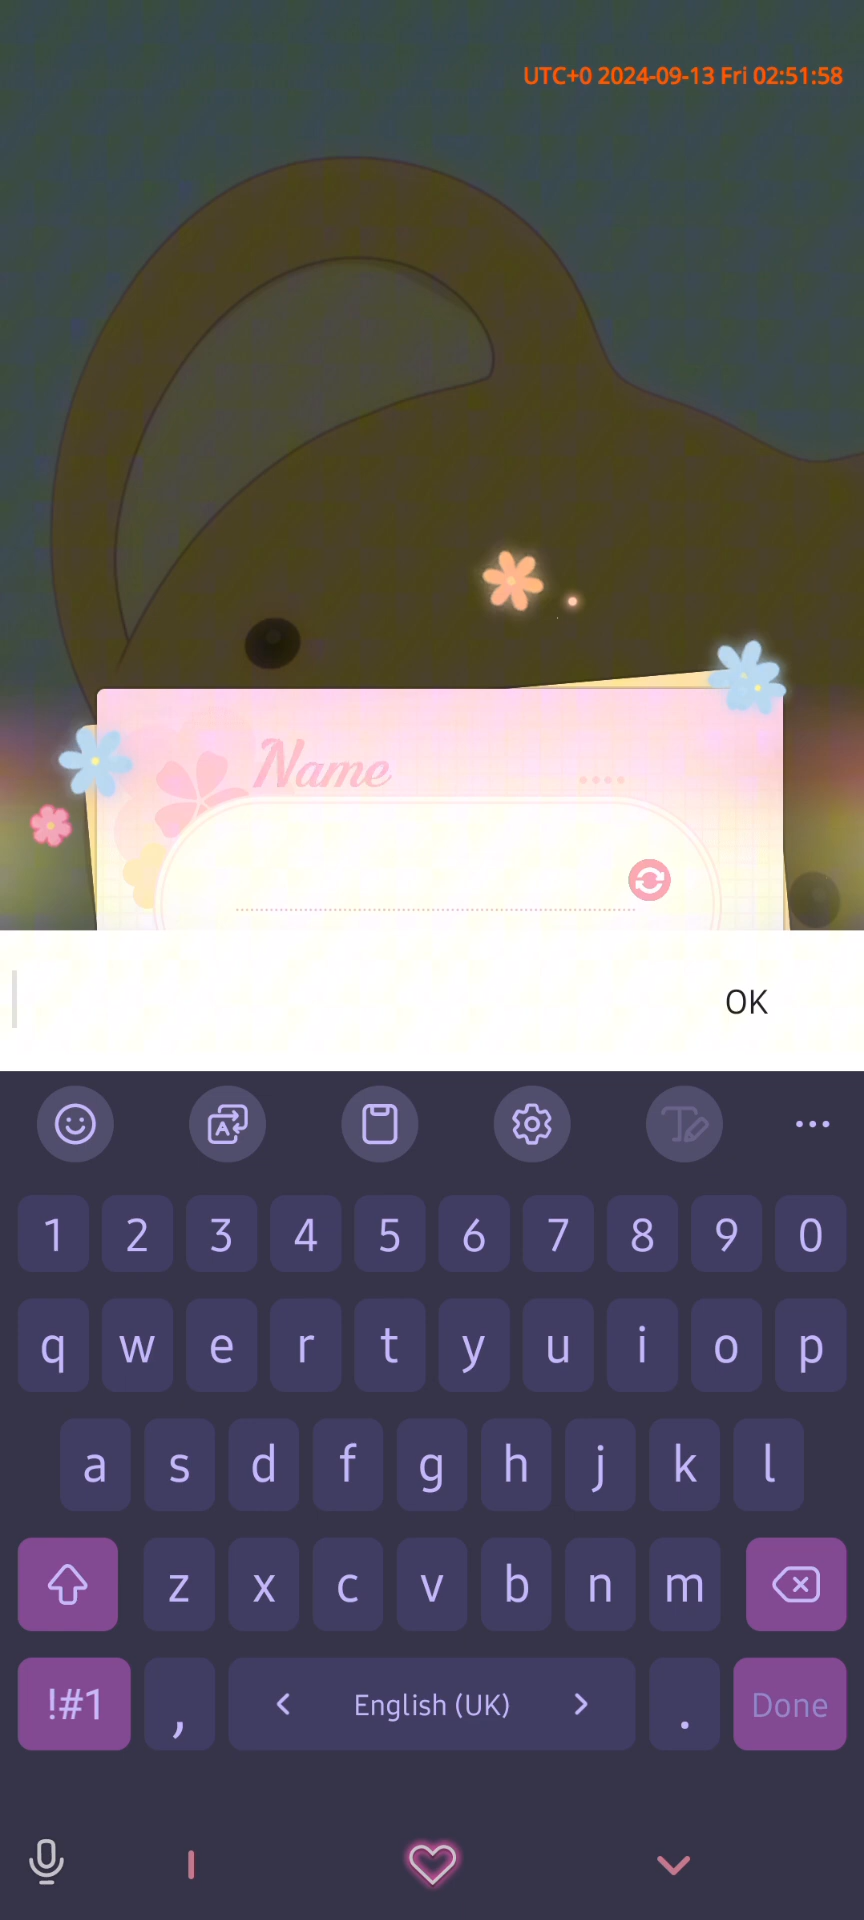 UTC+0 2024-09-13 Fri 02:51:58
Name
OK
1 2 3 4 5 6 7 8 9 0
q w e r t y u i o p
a s d f g h j k l
z x c v b n m
!#1 , < English (UK) > . Done